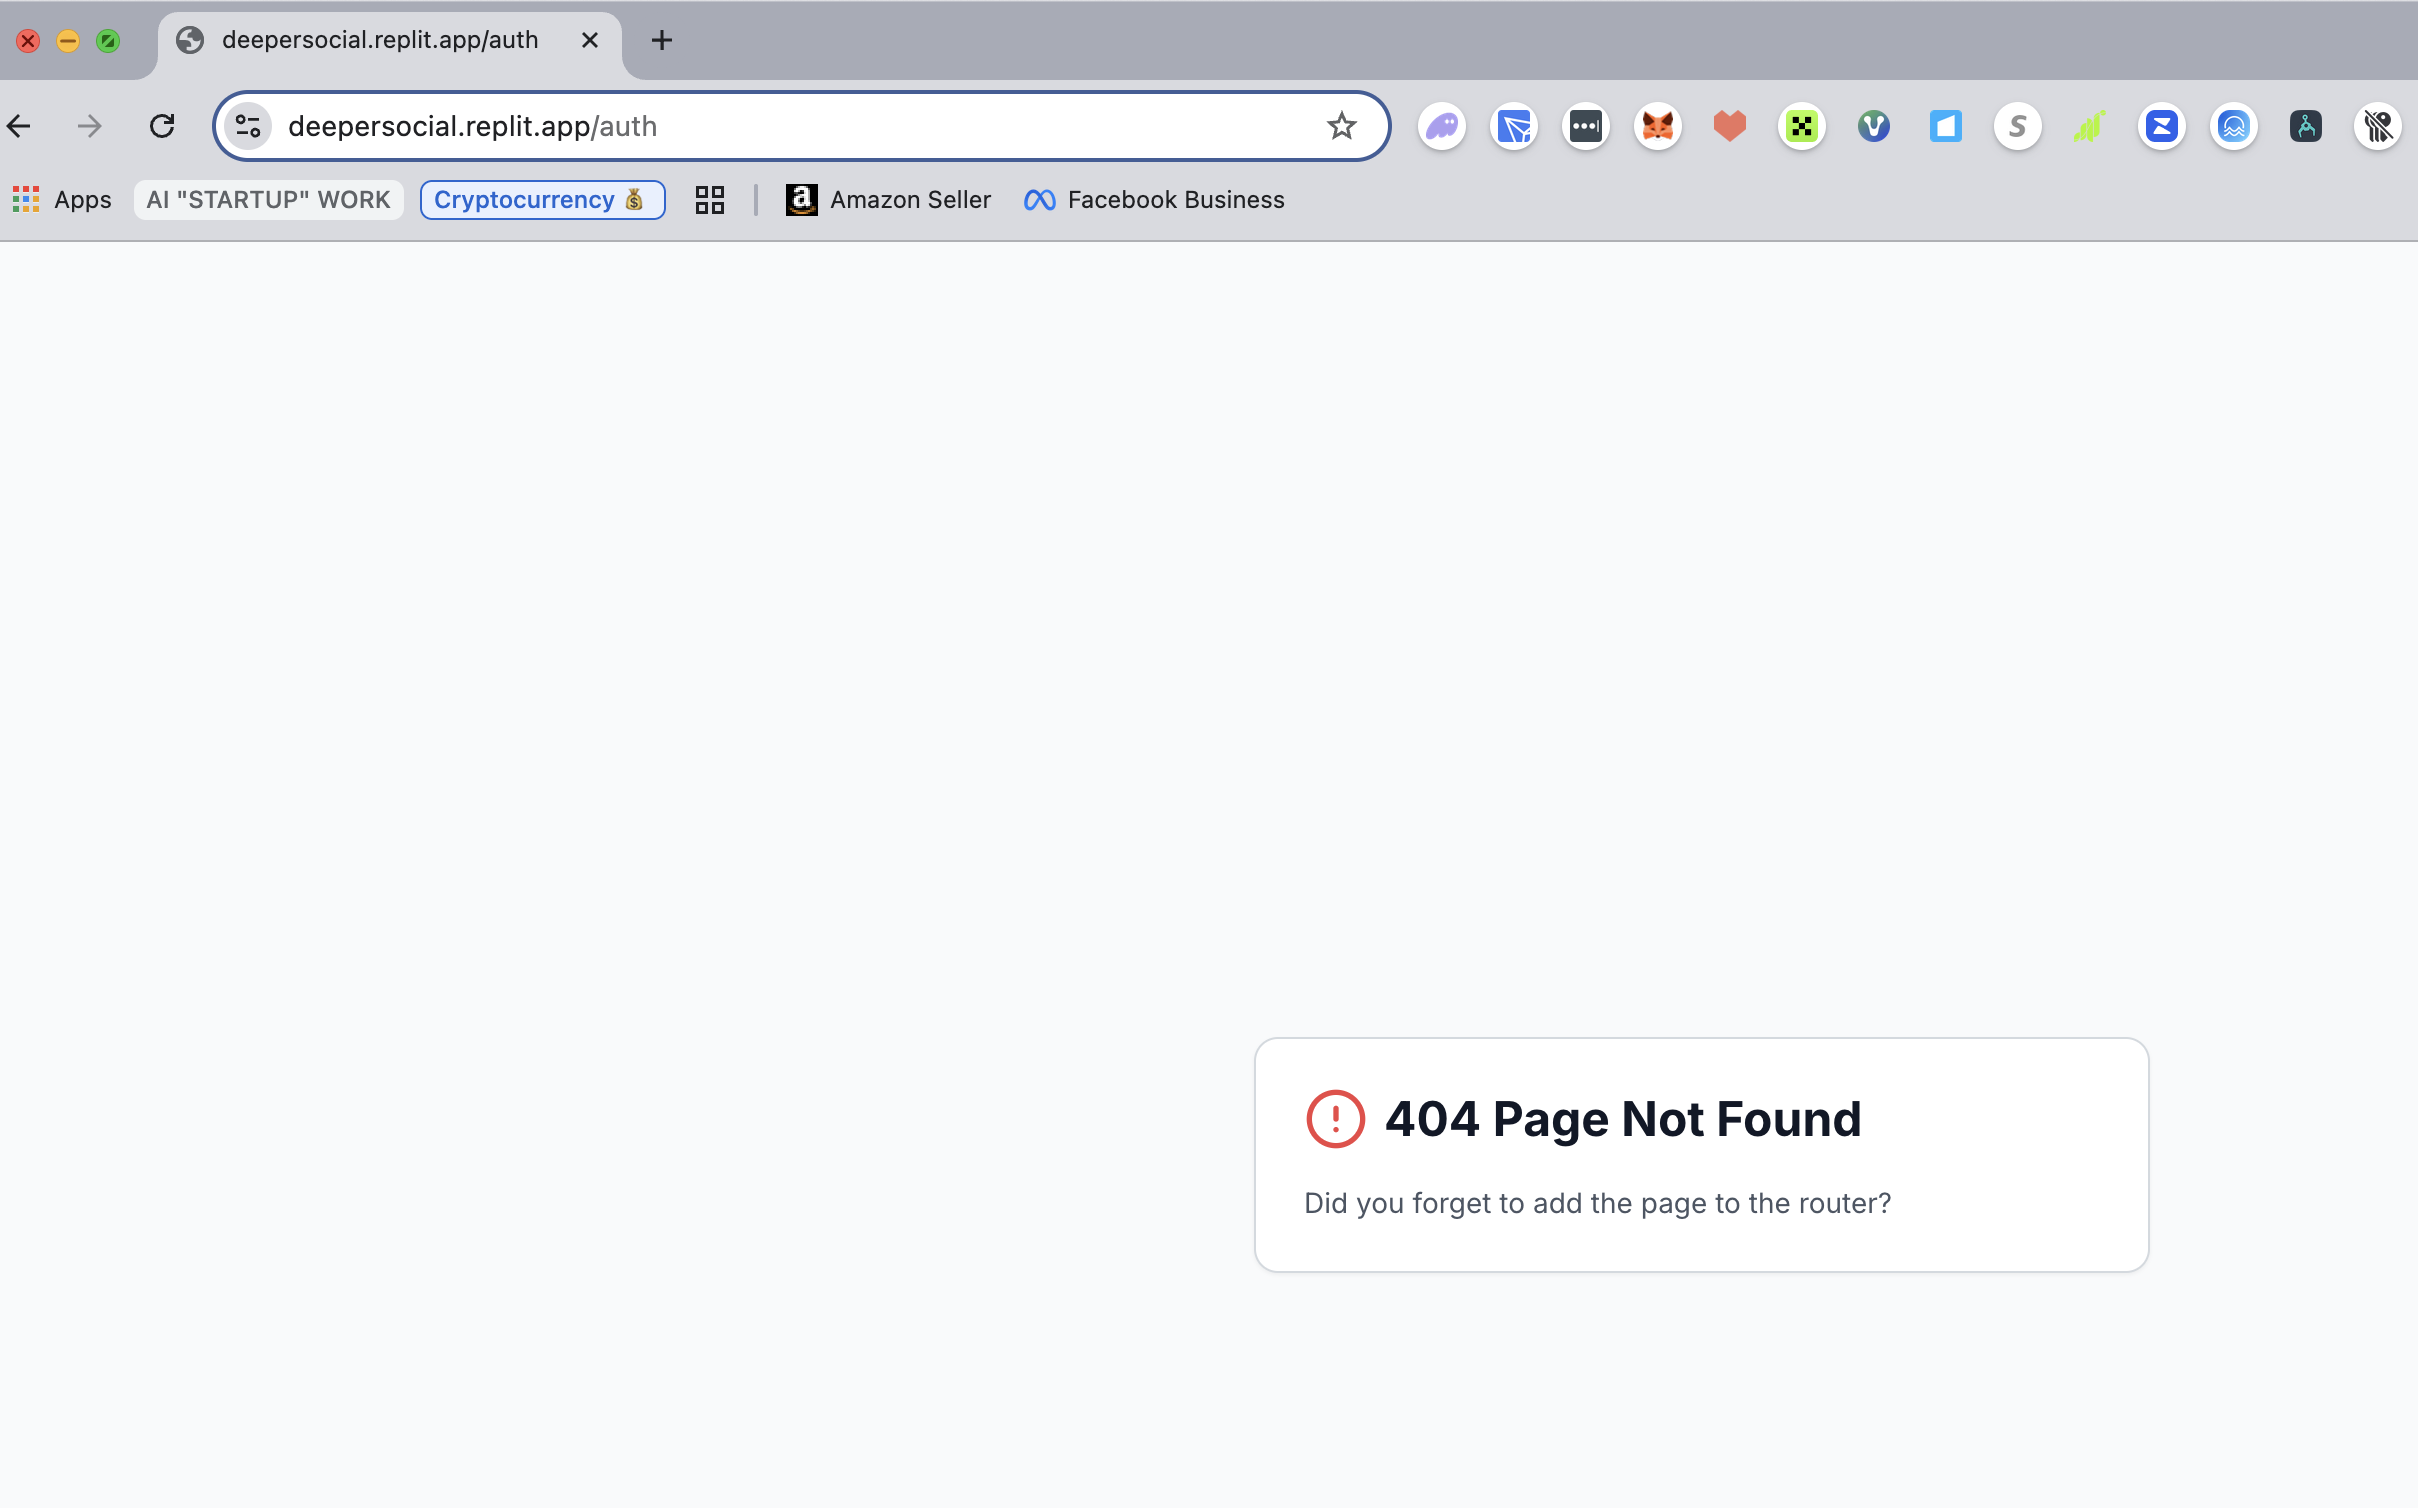 deepersocial.replit.app/auth
deepersocial.replit.app/auth
Apps
AI "STARTUP" WORK
Cryptocurrency 💰
Amazon Seller
Facebook Business
404 Page Not Found
Did you forget to add the page to the router?